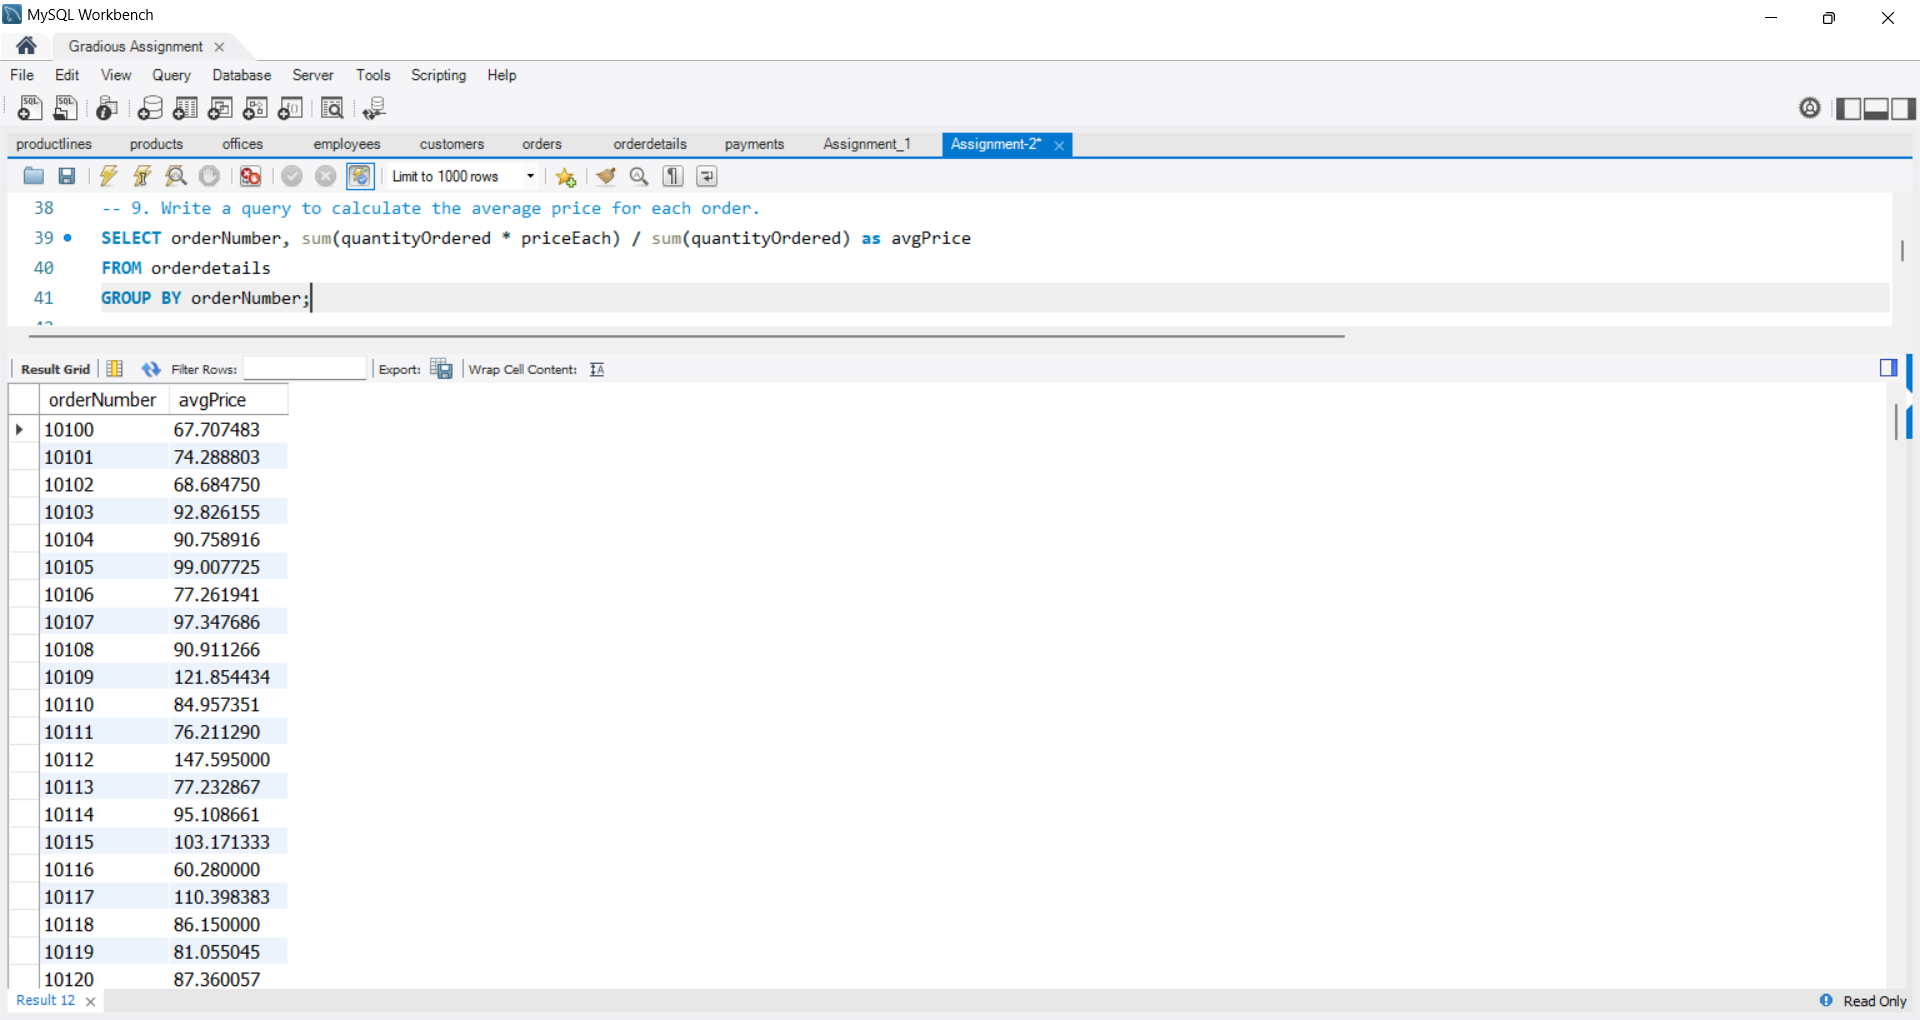 MySQL Workbench
Gradious Assignment
File Edit View Query Database Server Tools Scripting Help
productlines products offices employees customers orders orderdetails payments Assignment_1 Assignment-2*
Limit to 1000 rows
38 -- 9. Write a query to calculate the average price for each order.
39 SELECT orderNumber, sum(quantityOrdered * priceEach) / sum(quantityOrdered) as avgPrice
40 FROM orderdetails
41 GROUP BY orderNumber;
Result Grid Filter Rows: Export: Wrap Cell Content:
orderNumber avgPrice
10100 67.707483
10101 74.288803
10102 68.684750
10103 92.826155
10104 90.758916
10105 99.007725
10106 77.261941
10107 97.347686
10108 90.911266
10109 121.854434
10110 84.957351
10111 76.211290
10112 147.595000
10113 77.232867
10114 95.108661
10115 103.171333
10116 60.280000
10117 110.398383
10118 86.150000
10119 81.055045
10120 87.360057
Result 12 Read Only